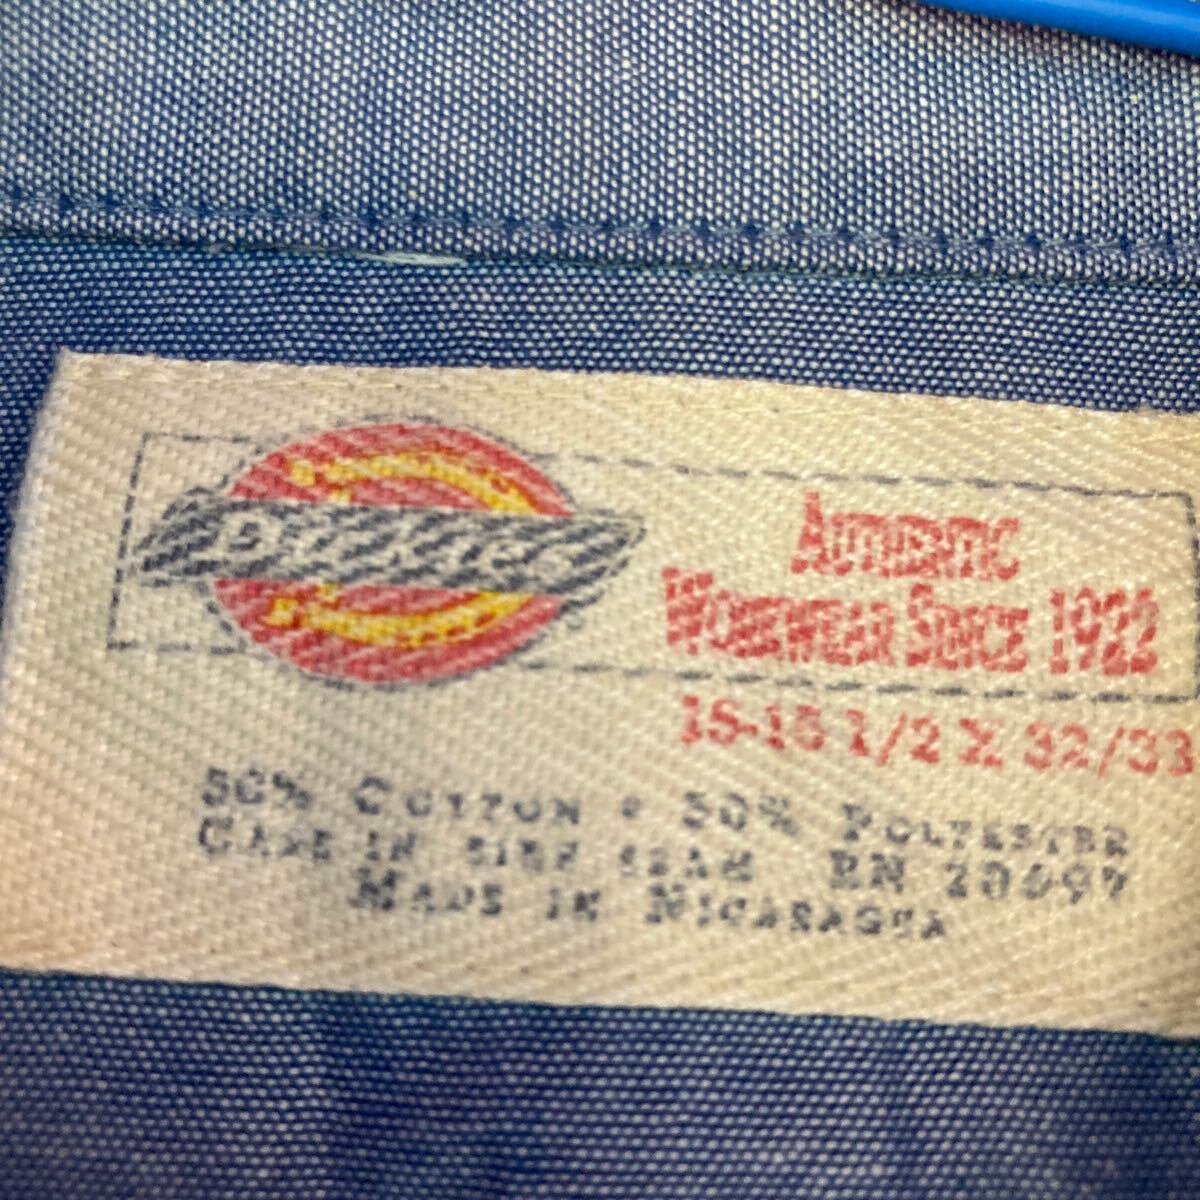 Dickies
AUTHENTIC
WORKWEAR SINCE 1922
15-15 1/2 X 32/33
50% COTTON • 50% POLYESTER
CARE IN SIDE SEAM RN 20697
MADE IN NICARAGUA